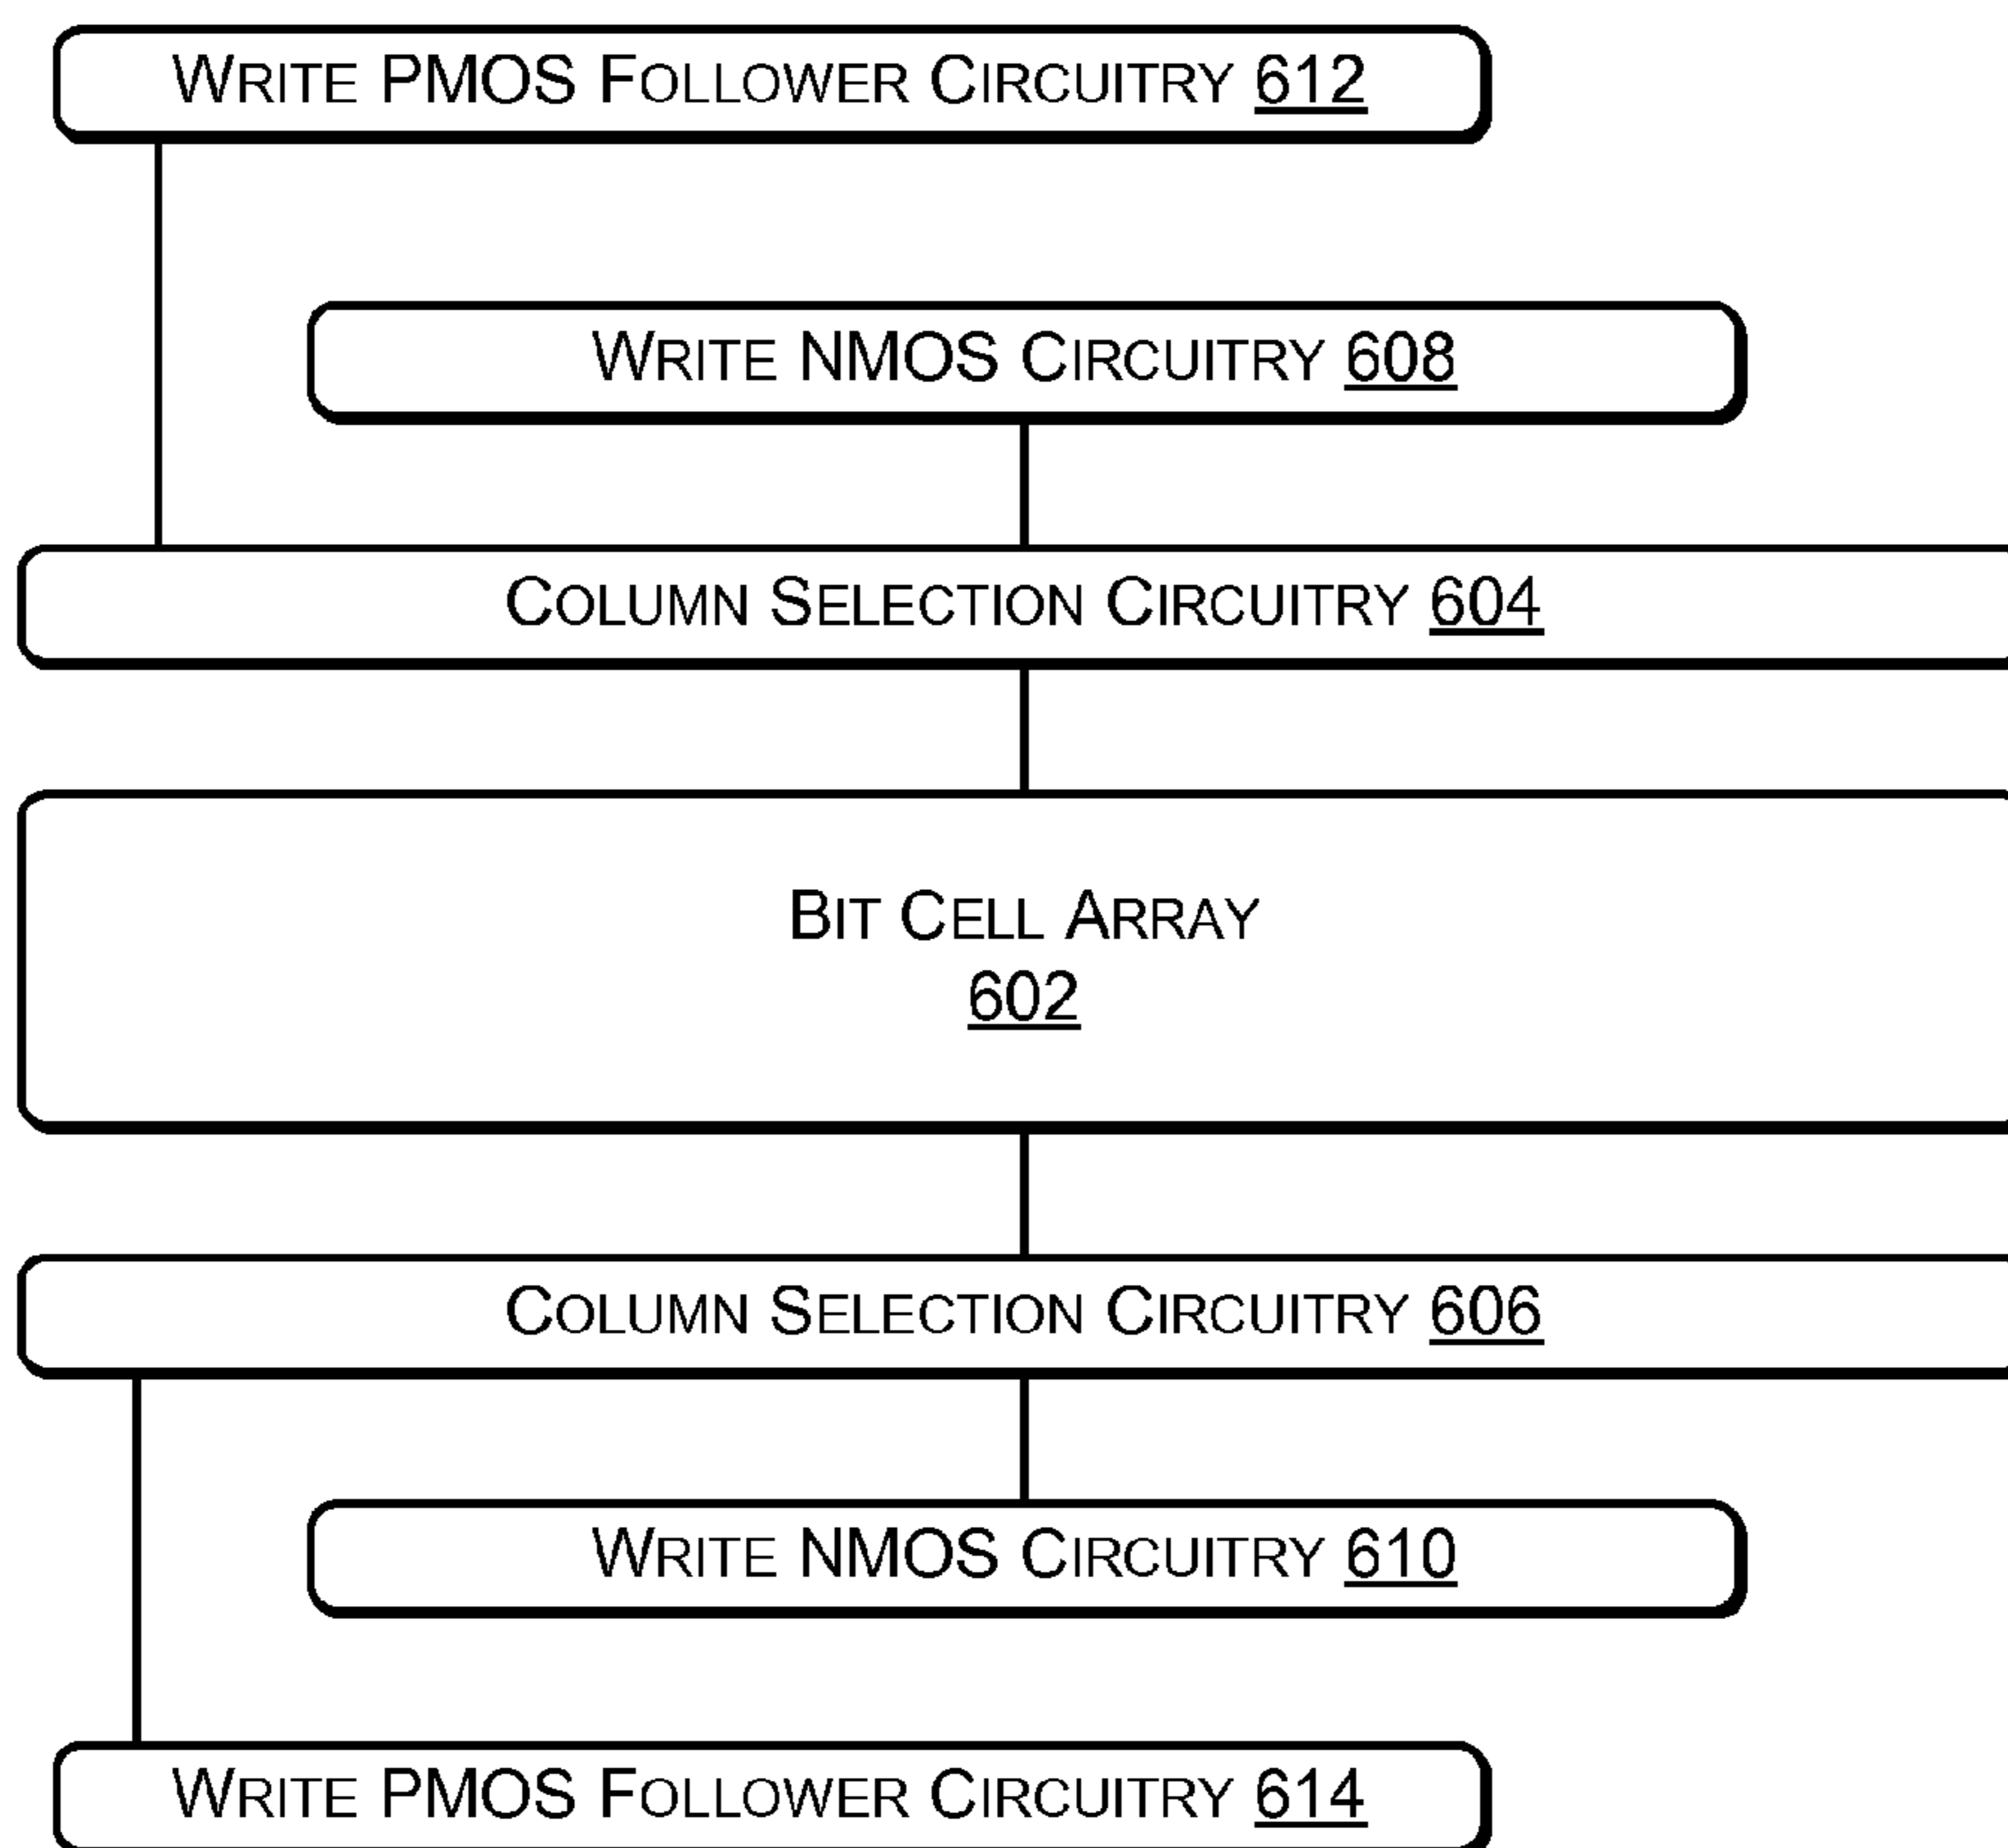 WRITE PMOS FOLLOWER CIRCUITRY 612
WRITE NMOS CIRCUITRY 608
COLUMN SELECTION CIRCUITRY 604
BIT CELL ARRAY
602
COLUMN SELECTION CIRCUITRY 606
WRITE NMOS CIRCUITRY 610
WRITE PMOS FOLLOWER CIRCUITRY 614